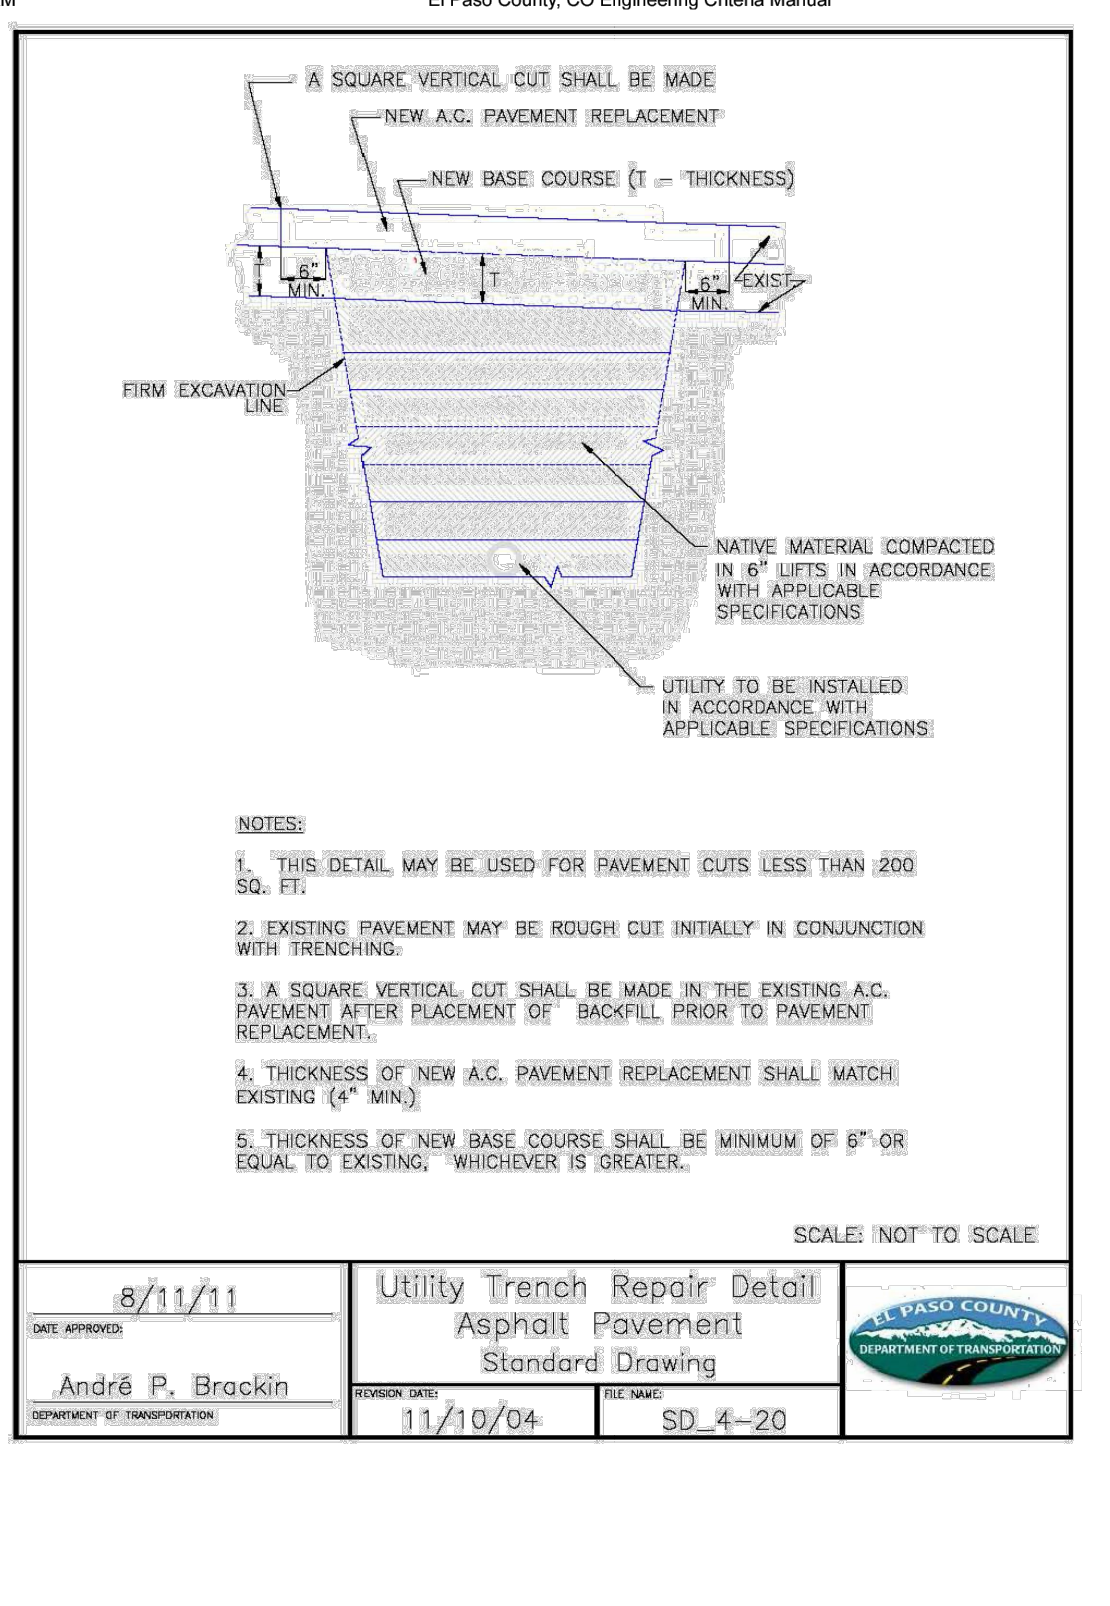 M
El Paso County, CO Engineering Criteria Manual
A SQUARE VERTICAL CUT SHALL BE MADE
NEW A.C. PAVEMENT REPLACEMENT
NEW BASE COURSE (T - THICKNESS)
T
6"
MIN.
T
6"
MIN.
EXIST.
FIRM EXCAVATION
LINE
NATIVE MATERIAL COMPACTED
IN 6" LIFTS IN ACCORDANCE
WITH APPLICABLE
SPECIFICATIONS
UTILITY TO BE INSTALLED
IN ACCORDANCE WITH
APPLICABLE SPECIFICATIONS
NOTES:
1. THIS DETAIL MAY BE USED FOR PAVEMENT CUTS LESS THAN 200
SQ. FT.
2. EXISTING PAVEMENT MAY BE ROUGH CUT INITIALLY IN CONJUNCTION
WITH TRENCHING.
3. A SQUARE VERTICAL CUT SHALL BE MADE IN THE EXISTING A.C.
PAVEMENT AFTER PLACEMENT OF BACKFILL PRIOR TO PAVEMENT
REPLACEMENT.
4. THICKNESS OF NEW A.C. PAVEMENT REPLACEMENT SHALL MATCH
EXISTING (4" MIN.)
5. THICKNESS OF NEW BASE COURSE SHALL BE MINIMUM OF 6" OR
EQUAL TO EXISTING, WHICHEVER IS GREATER.
SCALE: NOT TO SCALE
8/11/11
DATE APPROVED:
André P. Brackin
DEPARTMENT OF TRANSPORTATION
Utility Trench Repair Detail
Asphalt Pavement
Standard Drawing
REVISION DATE:
11/10/04
FILE NAME:
SD_4-20
EL PASO COUNTY
DEPARTMENT OF TRANSPORTATION